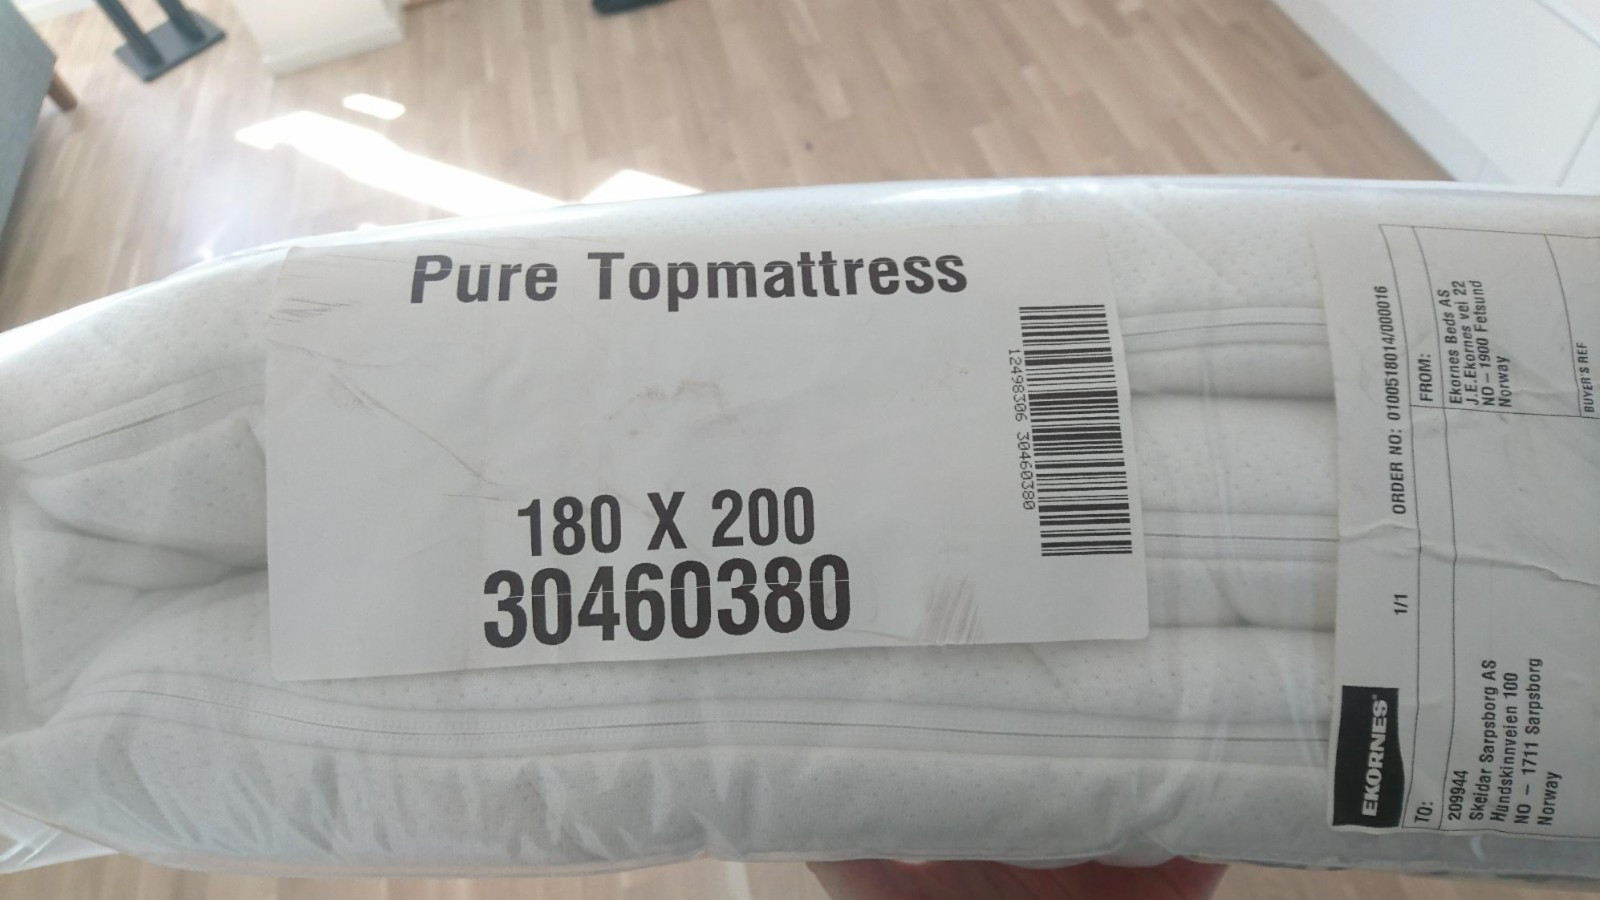 Pure Topmattress
12498306 30460380
180 X 200
30460380
ORDER NO: 0100518014/000016
1/1
FROM:
Ekornes Beds AS
J.E.Ekornes vei 22
NO - 1900 Fetsund
Norway
BUYER'S REF
EKORNES
TO:
209944
Skeidar Sarpsborg AS
Hundskinnveien 100
NO - 1711 Sarpsborg
Norway